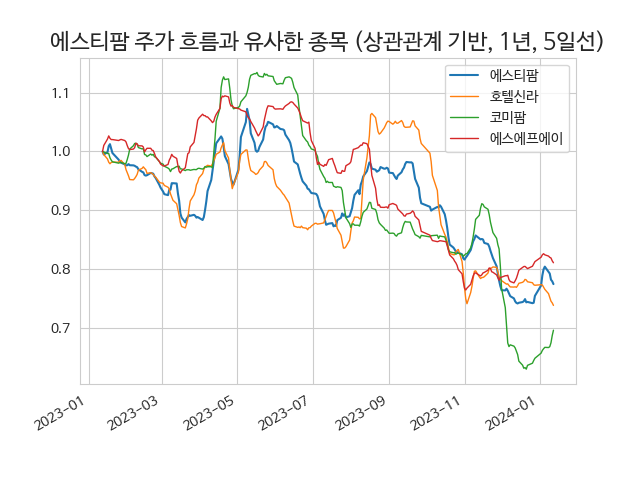 에스티팜 주가 흐름과 유사한 종목 (상관관계 기반, 1년, 5일선)
에스티팜
호텔신라
코미팜
에스에프에이
1.1
1.0
0.9
0.8
0.7
2023-01
2023-03
2023-05
2023-07
2023-09
2023-11
2024-01